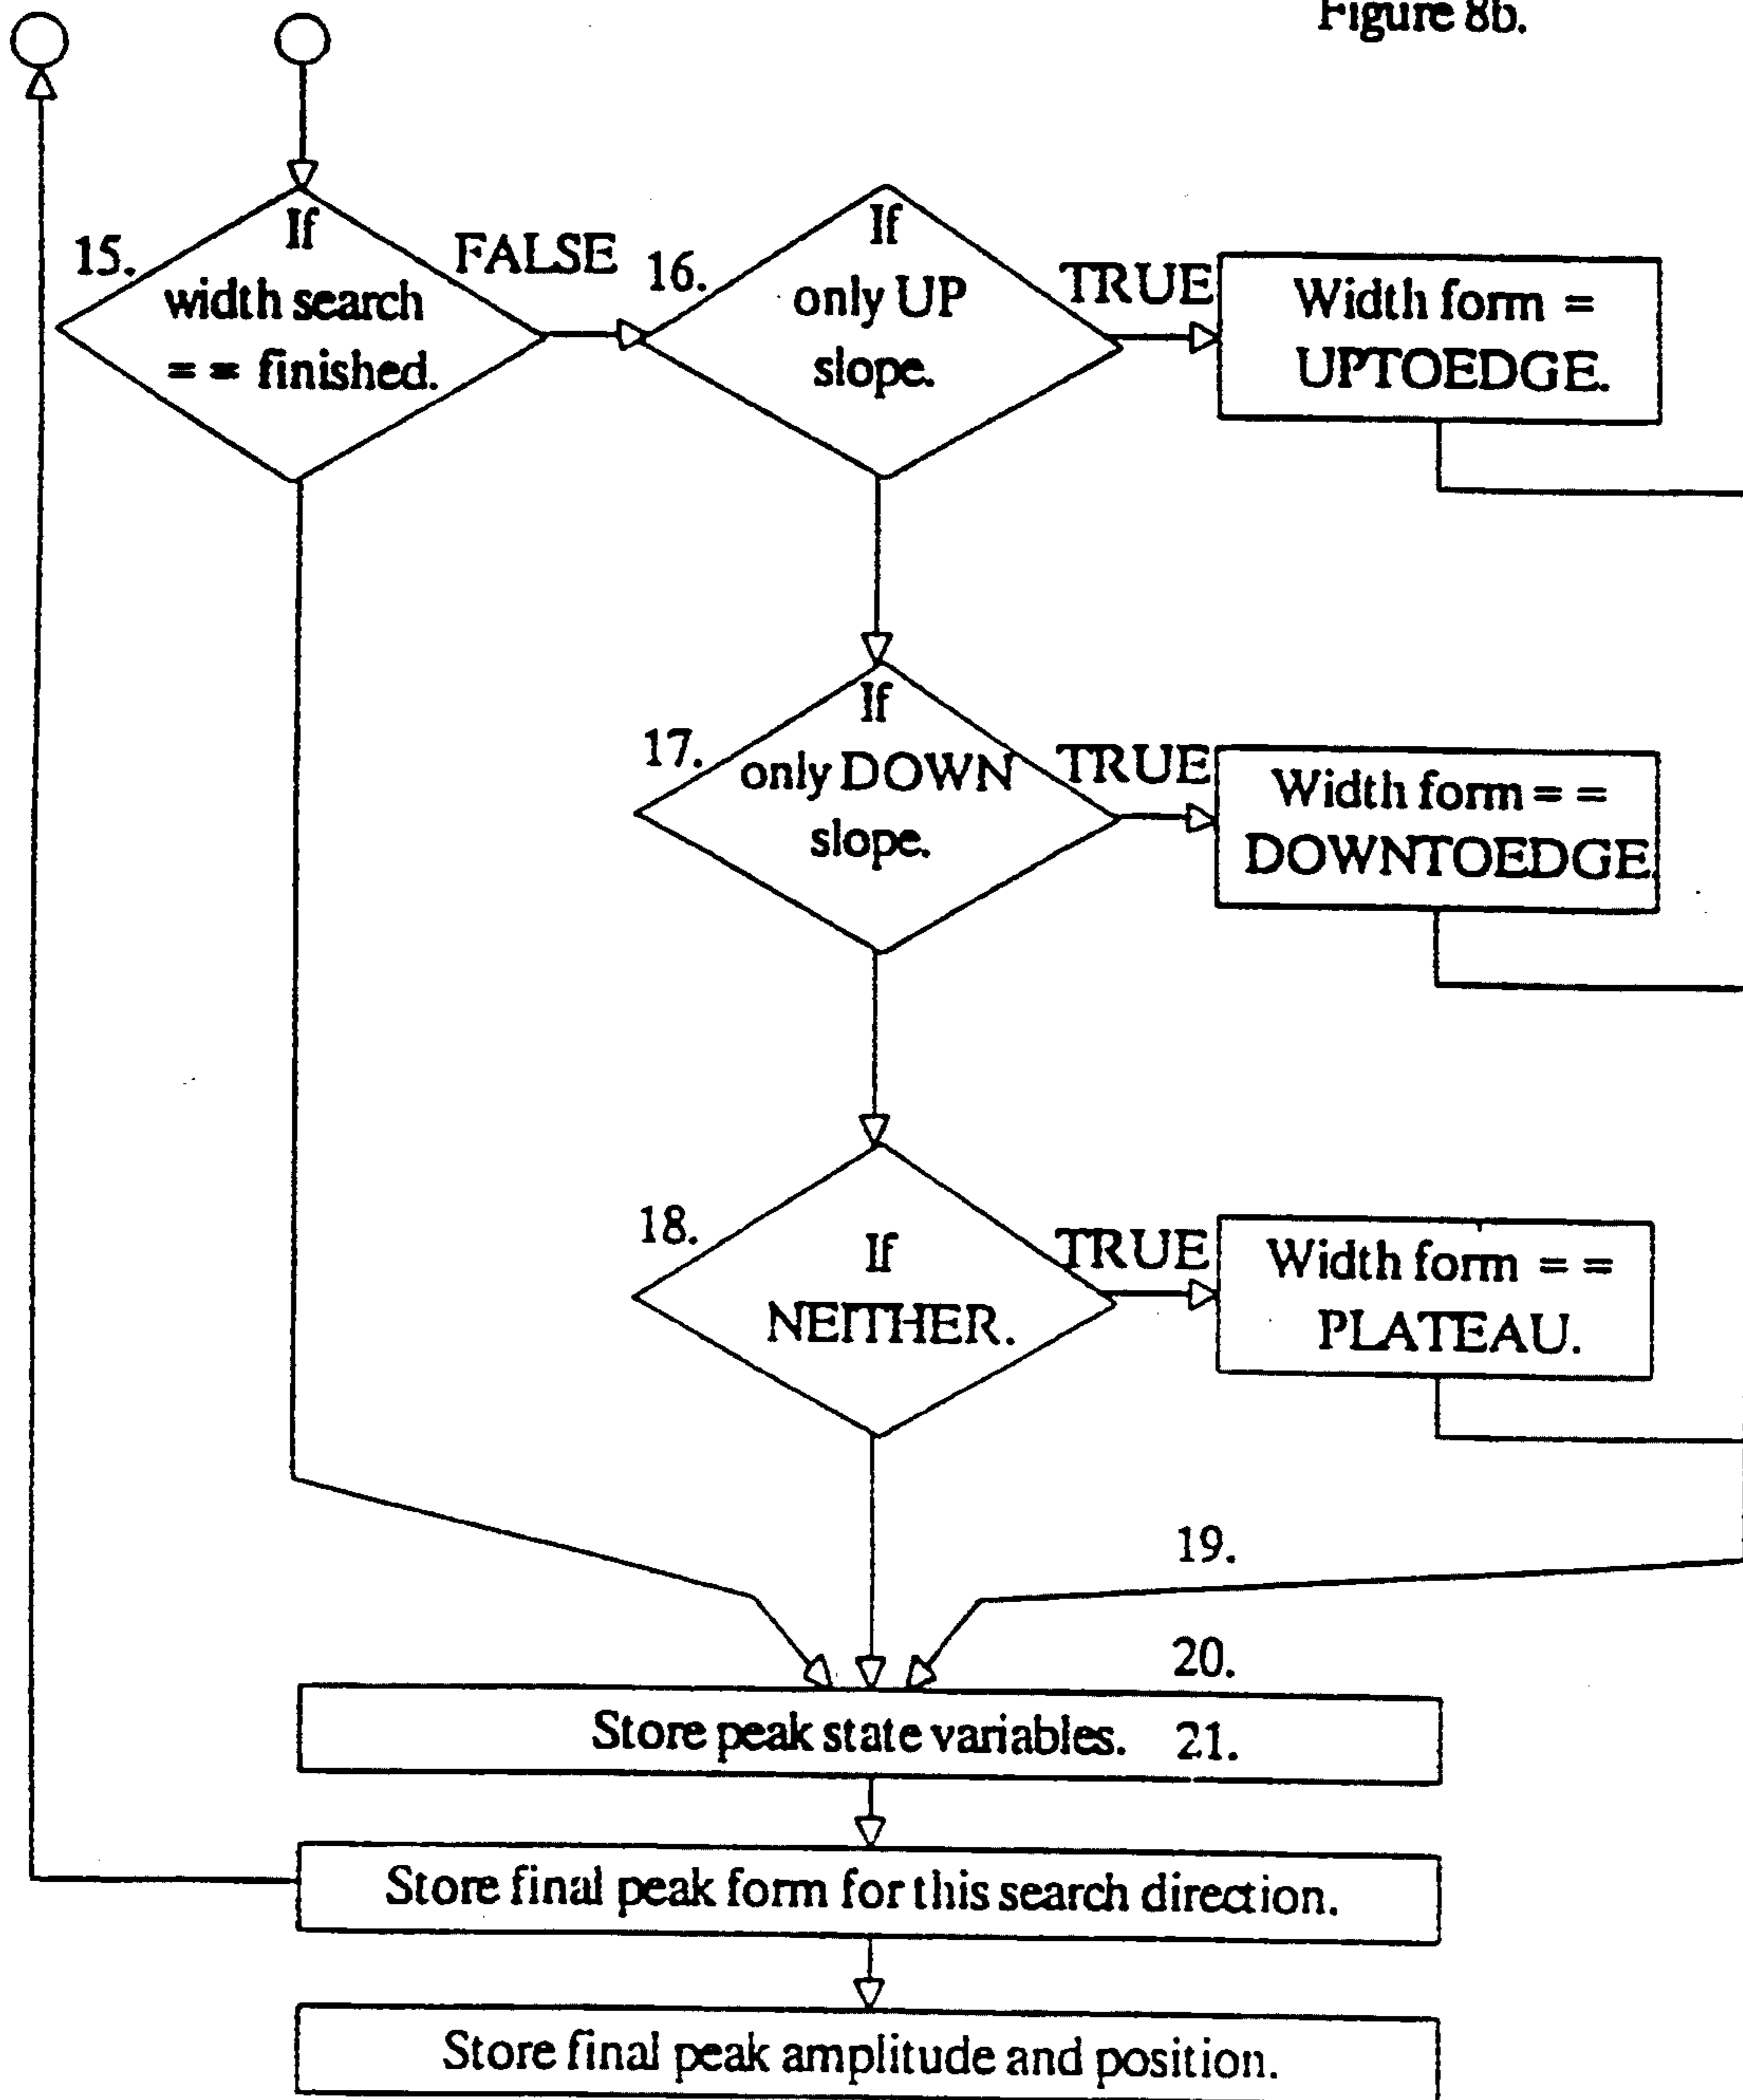 Figure 8b.
15.
If
width search
= = finished.
FALSE
16.
If
only UP
slope.
TRUE
Width form =
UPTOEDGE.
17.
If
only DOWN
slope.
TRUE
Width form = =
DOWNTOEDGE.
18.
If
NEITHER.
TRUE
Width form = =
PLATEAU.
19.
20.
Store peak state variables.
21.
Store final peak form for this search direction.
Store final peak amplitude and position.